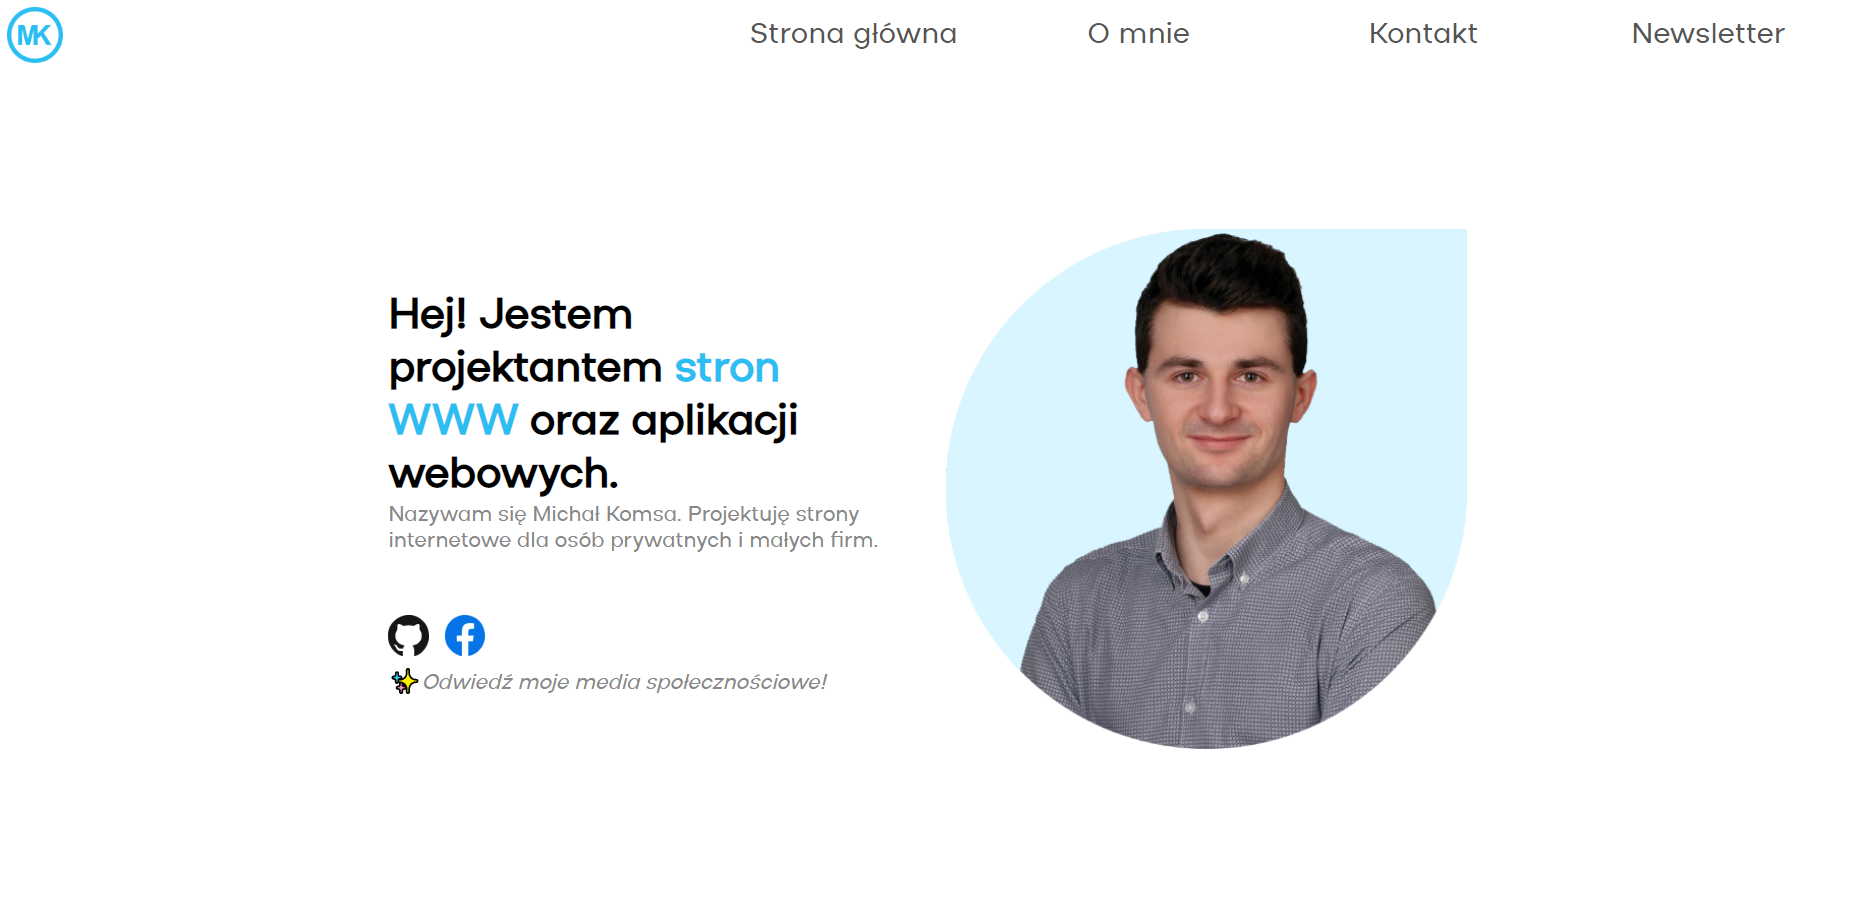 MK
Strona główna O mnie Kontakt Newsletter
Hej! Jestem
projektantem stron
WWW oraz aplikacji
webowych.
Nazywam się Michał Komsa. Projektuję strony
internetowe dla osób prywatnych i małych firm.
Odwiedź moje media społecznościowe!